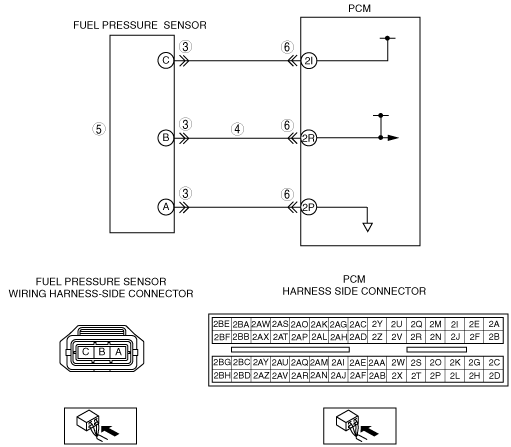 PCM
FUEL PRESSURE SENSOR
C 3 6 2I
5 B 3 4 6 2R
A 3 6 2P
FUEL PRESSURE SENSOR
WIRING HARNESS-SIDE CONNECTOR
C B A
PCM
HARNESS SIDE CONNECTOR
2BE 2BA 2AW 2AS 2AO 2AK 2AG 2AC 2Y 2U 2Q 2M 2I 2E 2A
2BF 2BB 2AX 2AT 2AP 2AL 2AH 2AD 2Z 2V 2R 2N 2J 2F 2B
2BG 2BC 2AY 2AU 2AQ 2AM 2AI 2AE 2AA 2W 2S 2O 2K 2G 2C
2BH 2BD 2AZ 2AV 2AR 2AN 2AJ 2AF 2AB 2X 2T 2P 2L 2H 2D